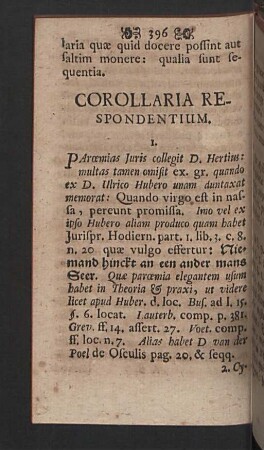 396
laria quæ quid docere possint aut
saltim monere: qualia sunt se-
quentia.
COROLLARIA RE-
SPONDENTIUM.
1.
PAroemias Juris collegit D. Hertius:
multas tamen omisit ex. gr. quando
ex D. Ulrico Hubero unam duntaxat
memorat: Quando virgo est in nas-
sa, pereunt promissa. Imo vel ex
ipso Hubero aliam produco quam habet
Jurispr. Hodiern. part. 1. lib. 3. c. 8.
n. 20 quæ vulgo effertur: Nie-
mand hincft an een ander mans
Seer. Quæ paroemia elegantem usum
habet in Theoria & praxi, ut videre
licet apud Huber. d. loc. Bus. ad l. 15.
§. 6. locat. Lauterb. comp. p. 381.
Grev. ff. 14. assert. 27. Voet. comp.
ff. loc. n. 7. Alias habet D van der
Poel de Osculis pag. 20. & seqq.
2. Cy-